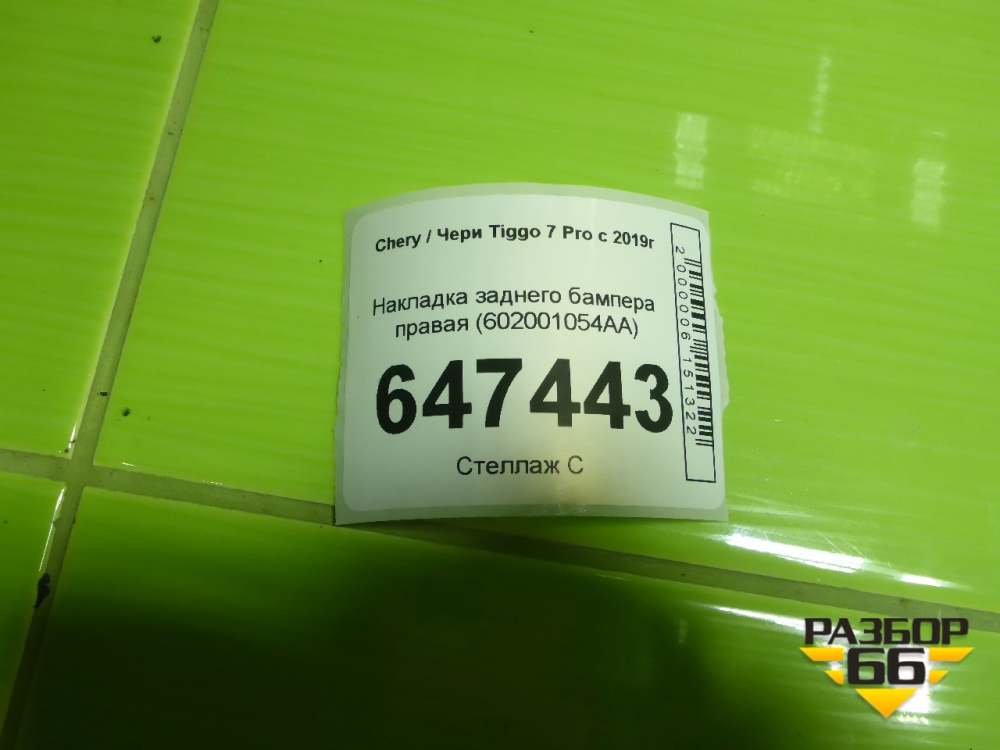 Chery / Чери Tiggo 7 Pro с 2019г
Накладка заднего бампера
правая (602001054AA)
647443
Стеллаж С
2000006151322
РАЗБОР
66